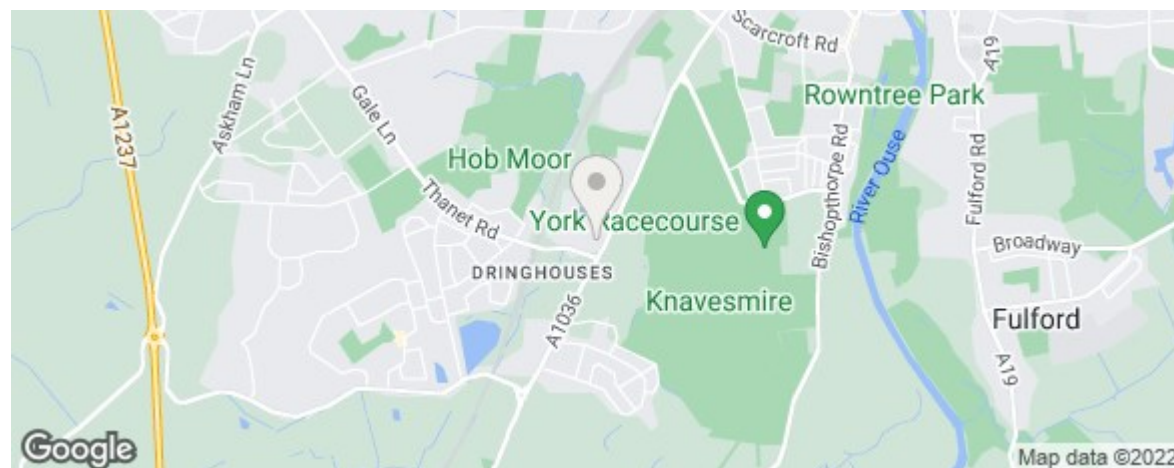 Scarcroft Rd
A19
Askham Ln
A1237
Gale Ln
Rowntree Park
Hob Moor
Bishopthorpe Rd
River Ouse
Fulford Rd
Thanet Rd
York Racecourse
Broadway
DRINGHOUSES
Knavesmire
A1036
Fulford
A19
Google
Map data ©2022